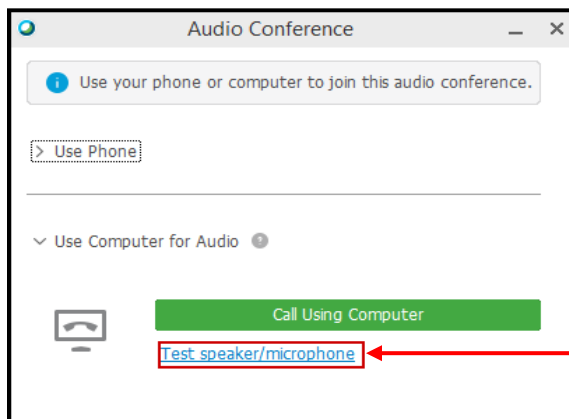 Audio Conference
Use your phone or computer to join this audio conference.
> Use Phone
Use Computer for Audio
Call Using Computer
Test speaker/microphone